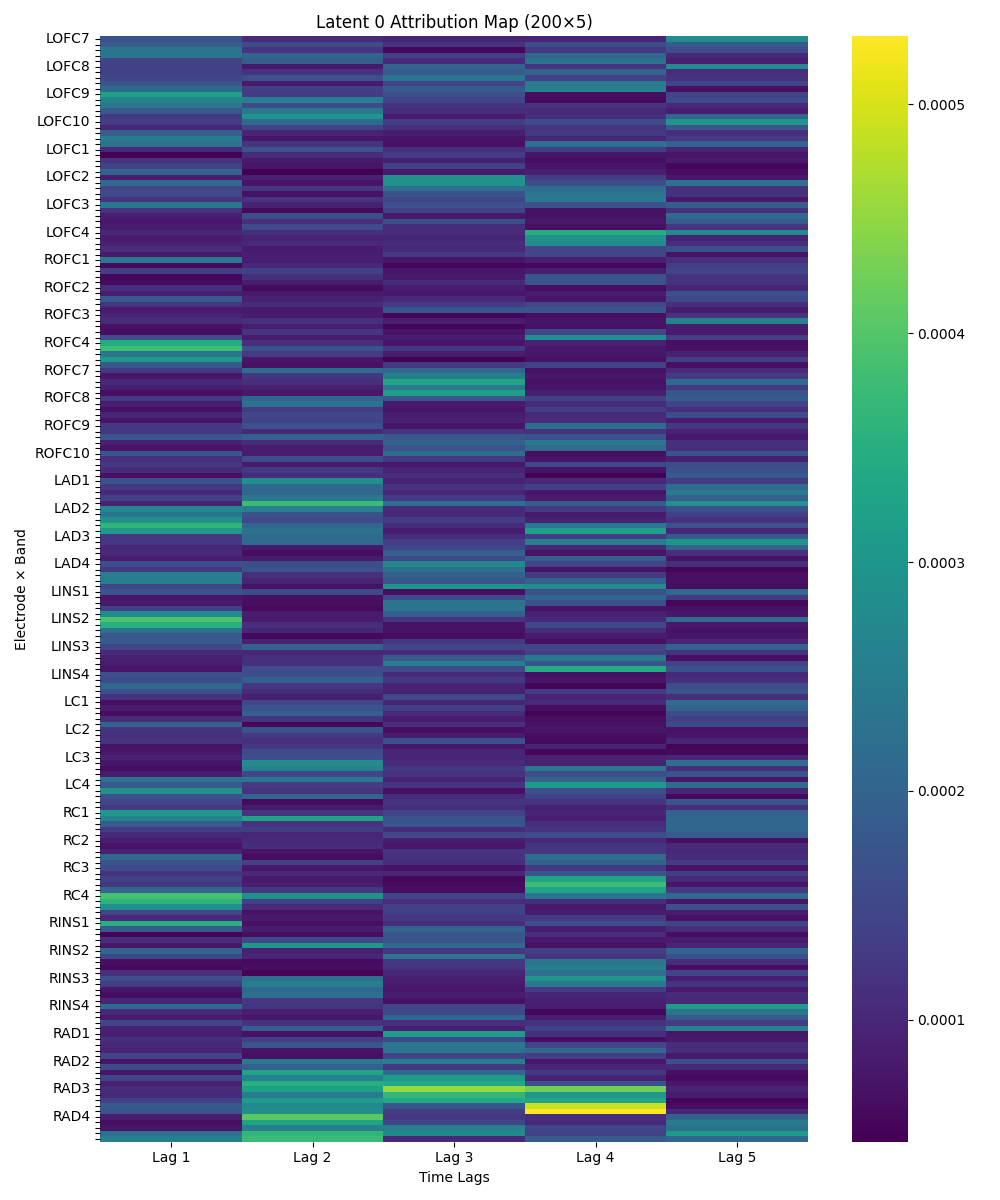 Latent 0 Attribution Map (200×5)
LOFC7
LOFC8
LOFC9
LOFC10
LOFC1
LOFC2
LOFC3
LOFC4
ROFC1
ROFC2
ROFC3
ROFC4
ROFC7
ROFC8
ROFC9
ROFC10
LAD1
LAD2
LAD3
LAD4
LINS1
LINS2
LINS3
LINS4
LC1
LC2
LC3
LC4
RC1
RC2
RC3
RC4
RINS1
RINS2
RINS3
RINS4
RAD1
RAD2
RAD3
RAD4
Electrode × Band
Lag 1 Lag 2 Lag 3 Lag 4 Lag 5
Time Lags
0.0005
0.0004
0.0003
0.0002
0.0001